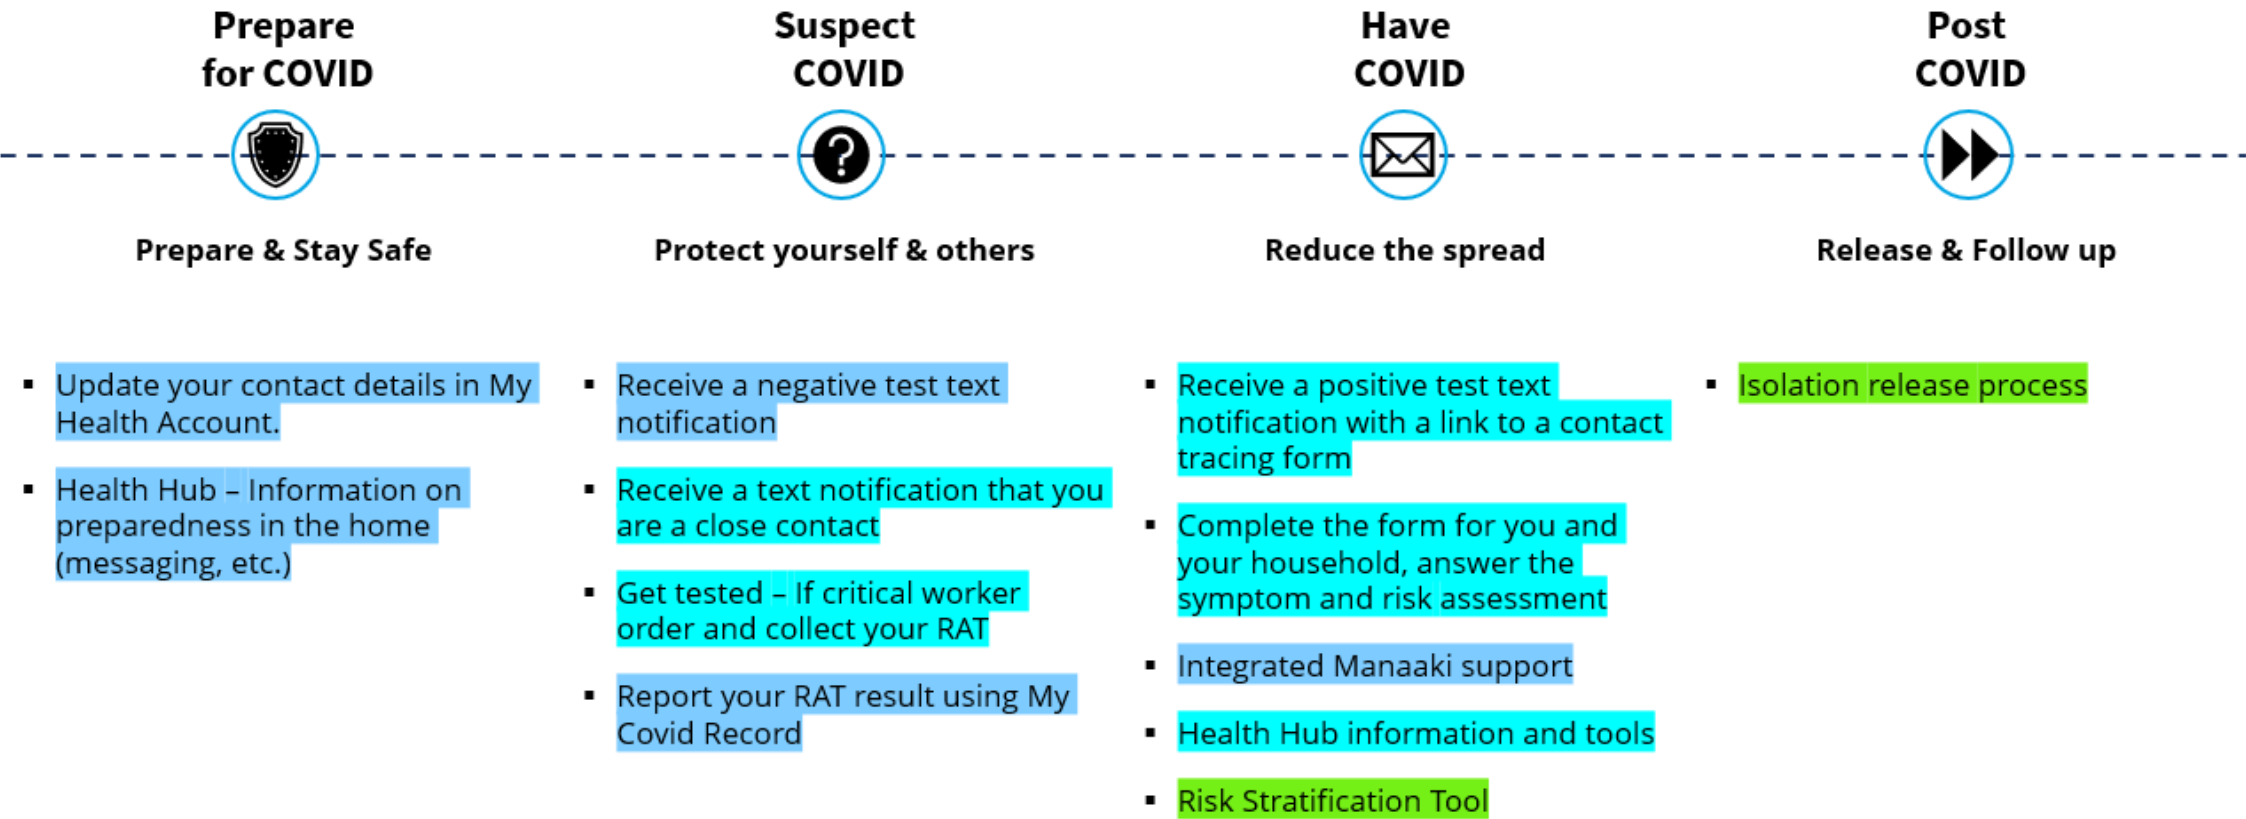 Prepare
for COVID
Suspect
COVID
Have
COVID
Post
COVID
Prepare & Stay Safe
Protect yourself & others
Reduce the spread
Release & Follow up
▪ Update your contact details in My
Health Account.
▪ Health Hub – Information on
preparedness in the home
(messaging, etc.)
▪ Receive a negative test text
notification
▪ Receive a text notification that you
are a close contact
▪ Get tested – If critical worker
order and collect your RAT
▪ Report your RAT result using My
Covid Record
▪ Receive a positive test text
notification with a link to a contact
tracing form
▪ Complete the form for you and
your household, answer the
symptom and risk assessment
▪ Integrated Manaaki support
▪ Health Hub information and tools
▪ Risk Stratification Tool
▪ Isolation release process